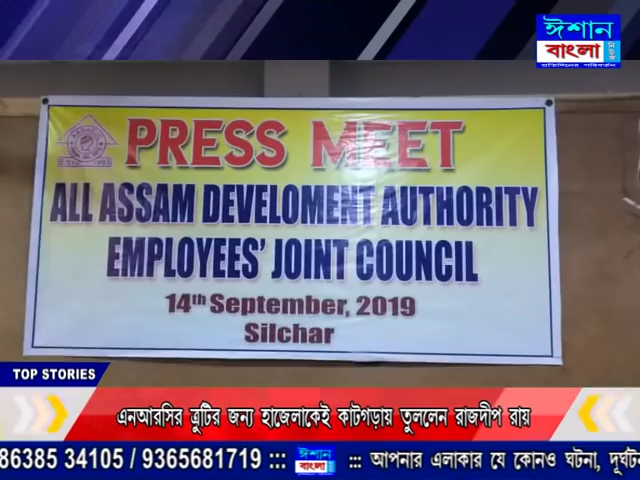 ঈশান
বাংলা
PRESS MEET
ALL ASSAM DEVELOMENT AUTHORITY
EMPLOYEES' JOINT COUNCIL
14th September, 2019
Silchar
TOP STORIES
এনআরসির ত্রুটির জন্য হাজেলাকেই কাটগড়ায় তুললেন রাজদীপ রায়
86385 34105 / 9365681719 ::: ঈশান বাংলা ::: আপনার এলাকার যে কোনও ঘটনা,